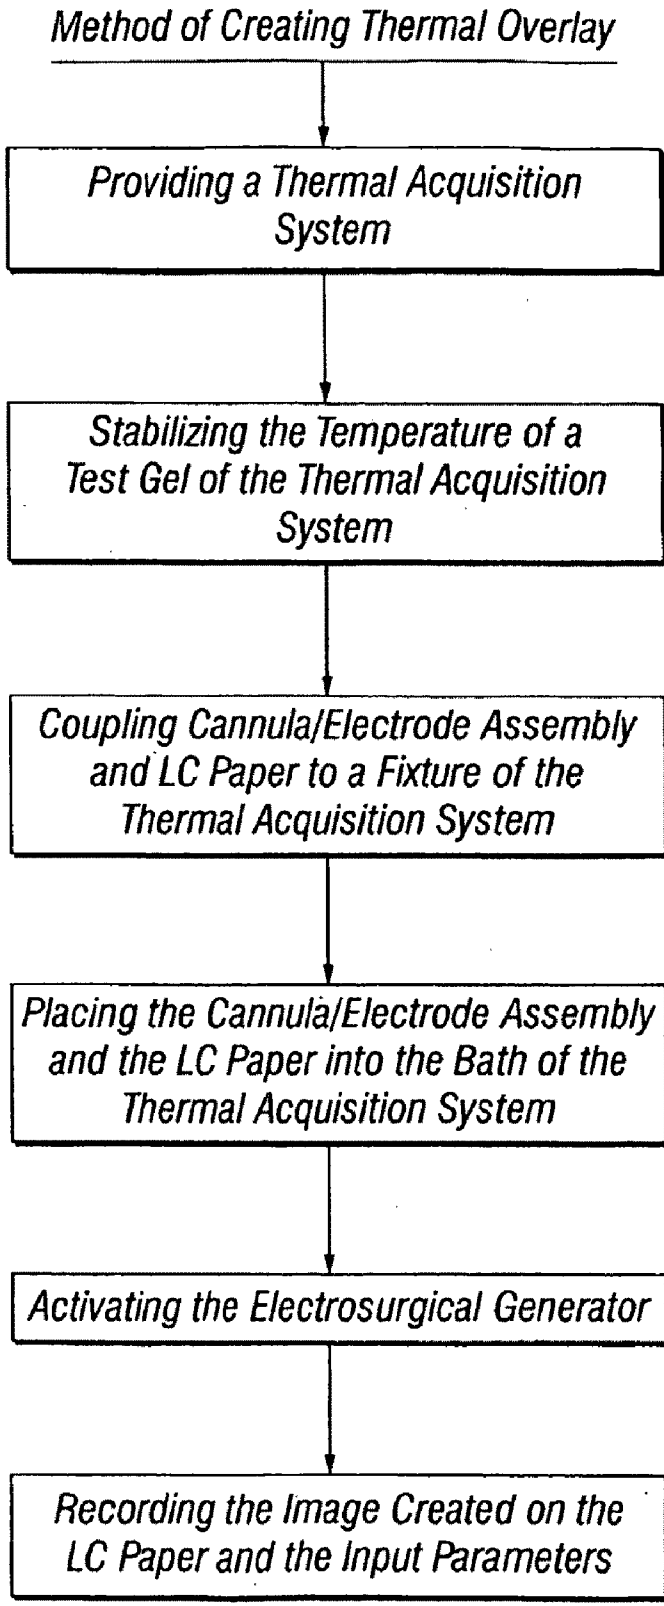 Method of Creating Thermal Overlay
Providing a Thermal Acquisition
System
Stabilizing the Temperature of a
Test Gel of the Thermal Acquisition
System
Coupling Cannula/Electrode Assembly
and LC Paper to a Fixture of the
Thermal Acquisition System
Placing the Cannula/Electrode Assembly
and the LC Paper into the Bath of the
Thermal Acquisition System
Activating the Electrosurgical Generator
Recording the Image Created on the
LC Paper and the Input Parameters